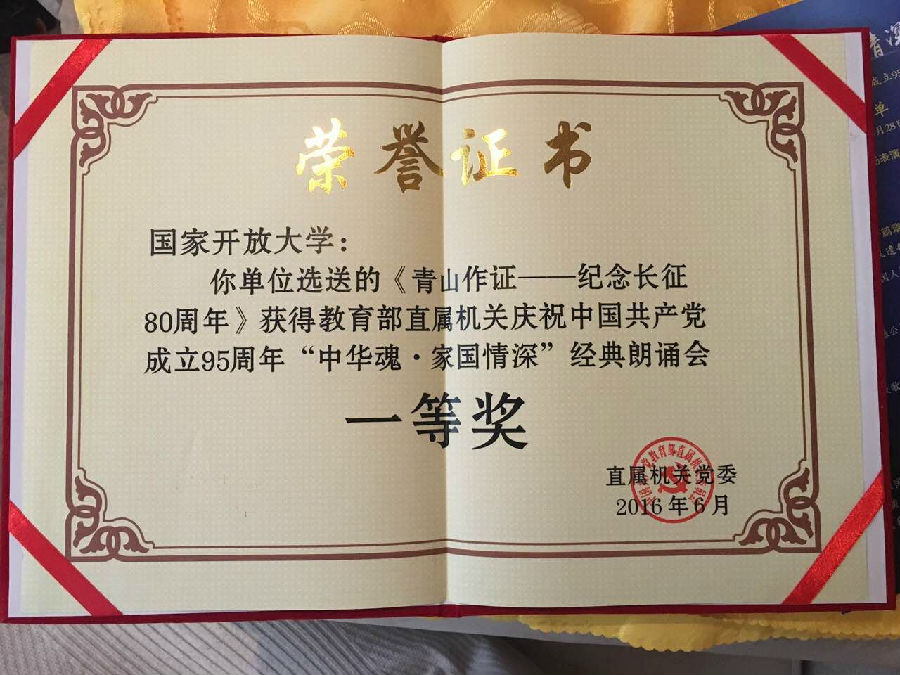 荣誉证书
国家开放大学：
你单位选送的《青山作证——纪念长征
80周年》获得教育部直属机关庆祝中国共产党
成立95周年“中华魂·家国情深”经典朗诵会
一等奖
直属机关党委
2016年6月